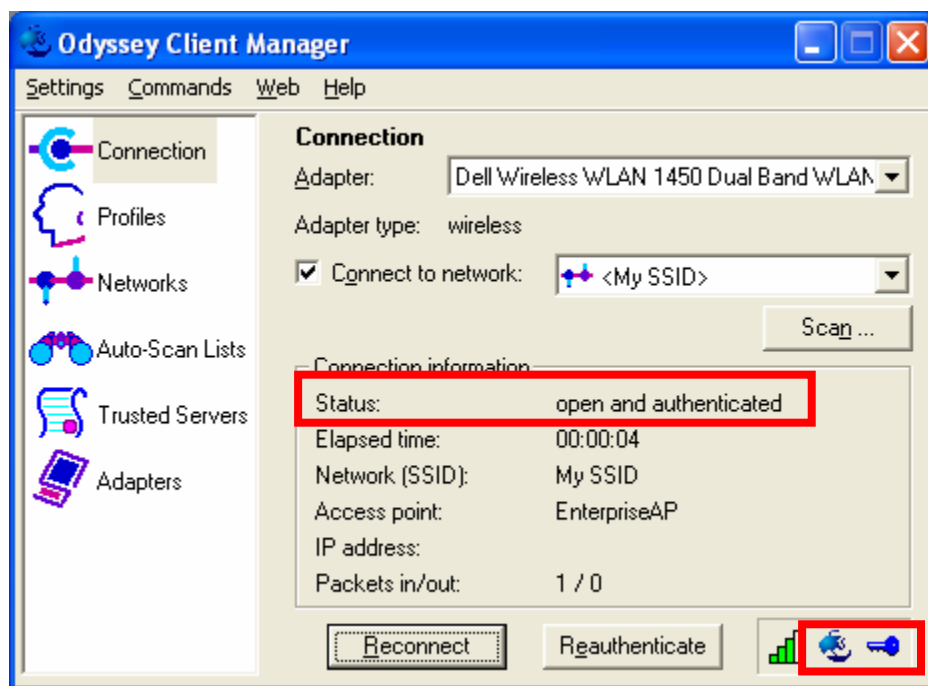 Odyssey Client Manager
Settings Commands Web Help
Connection
Profiles
Networks
Auto-Scan Lists
Trusted Servers
Adapters
Connection
Adapter: Dell Wireless WLAN 1450 Dual Band WLAN
Adapter type: wireless
Connect to network: <My SSID>
Scan ...
Connection information
Status: open and authenticated
Elapsed time: 00:00:04
Network (SSID): My SSID
Access point: EnterpriseAP
IP address:
Packets in/out: 1 / 0
Reconnect Reauthenticate